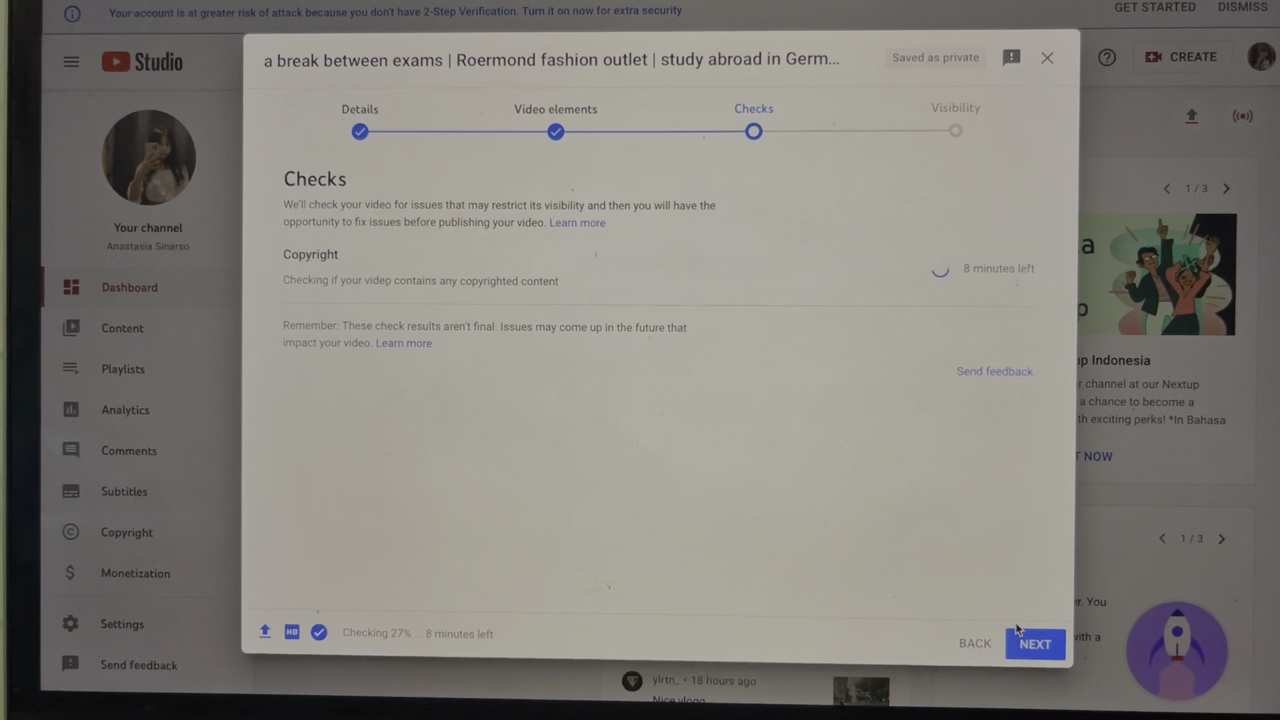 Your account is at greater risk of attack because you don't have 2-Step Verification. Turn it on now for extra security
GET STARTED
DISMISS
Studio
CREATE
a break between exams | Roermond fashion outlet | study abroad in Germ...
Saved as private
Details
Video elements
Checks
Visibility
Checks
We'll check your video for issues that may restrict its visibility and then you will have the
opportunity to fix issues before publishing your video. Learn more
Copyright
Checking if your video contains any copyrighted content
8 minutes left
Remember: These check results aren't final. Issues may come up in the future that
impact your video. Learn more
Send feedback
HD
Checking 27% ... 8 minutes left
BACK
NEXT
Your channel
Anastasia Sinarso
Dashboard
Content
Playlists
Analytics
Comments
Subtitles
Copyright
Monetization
Settings
Send feedback
1 / 3
a
p
up Indonesia
r channel at our Nextup
a chance to become a
th exciting perks! *In Bahasa
NOW
1 / 3
er. You
with a
yirtn_ • 18 hours ago